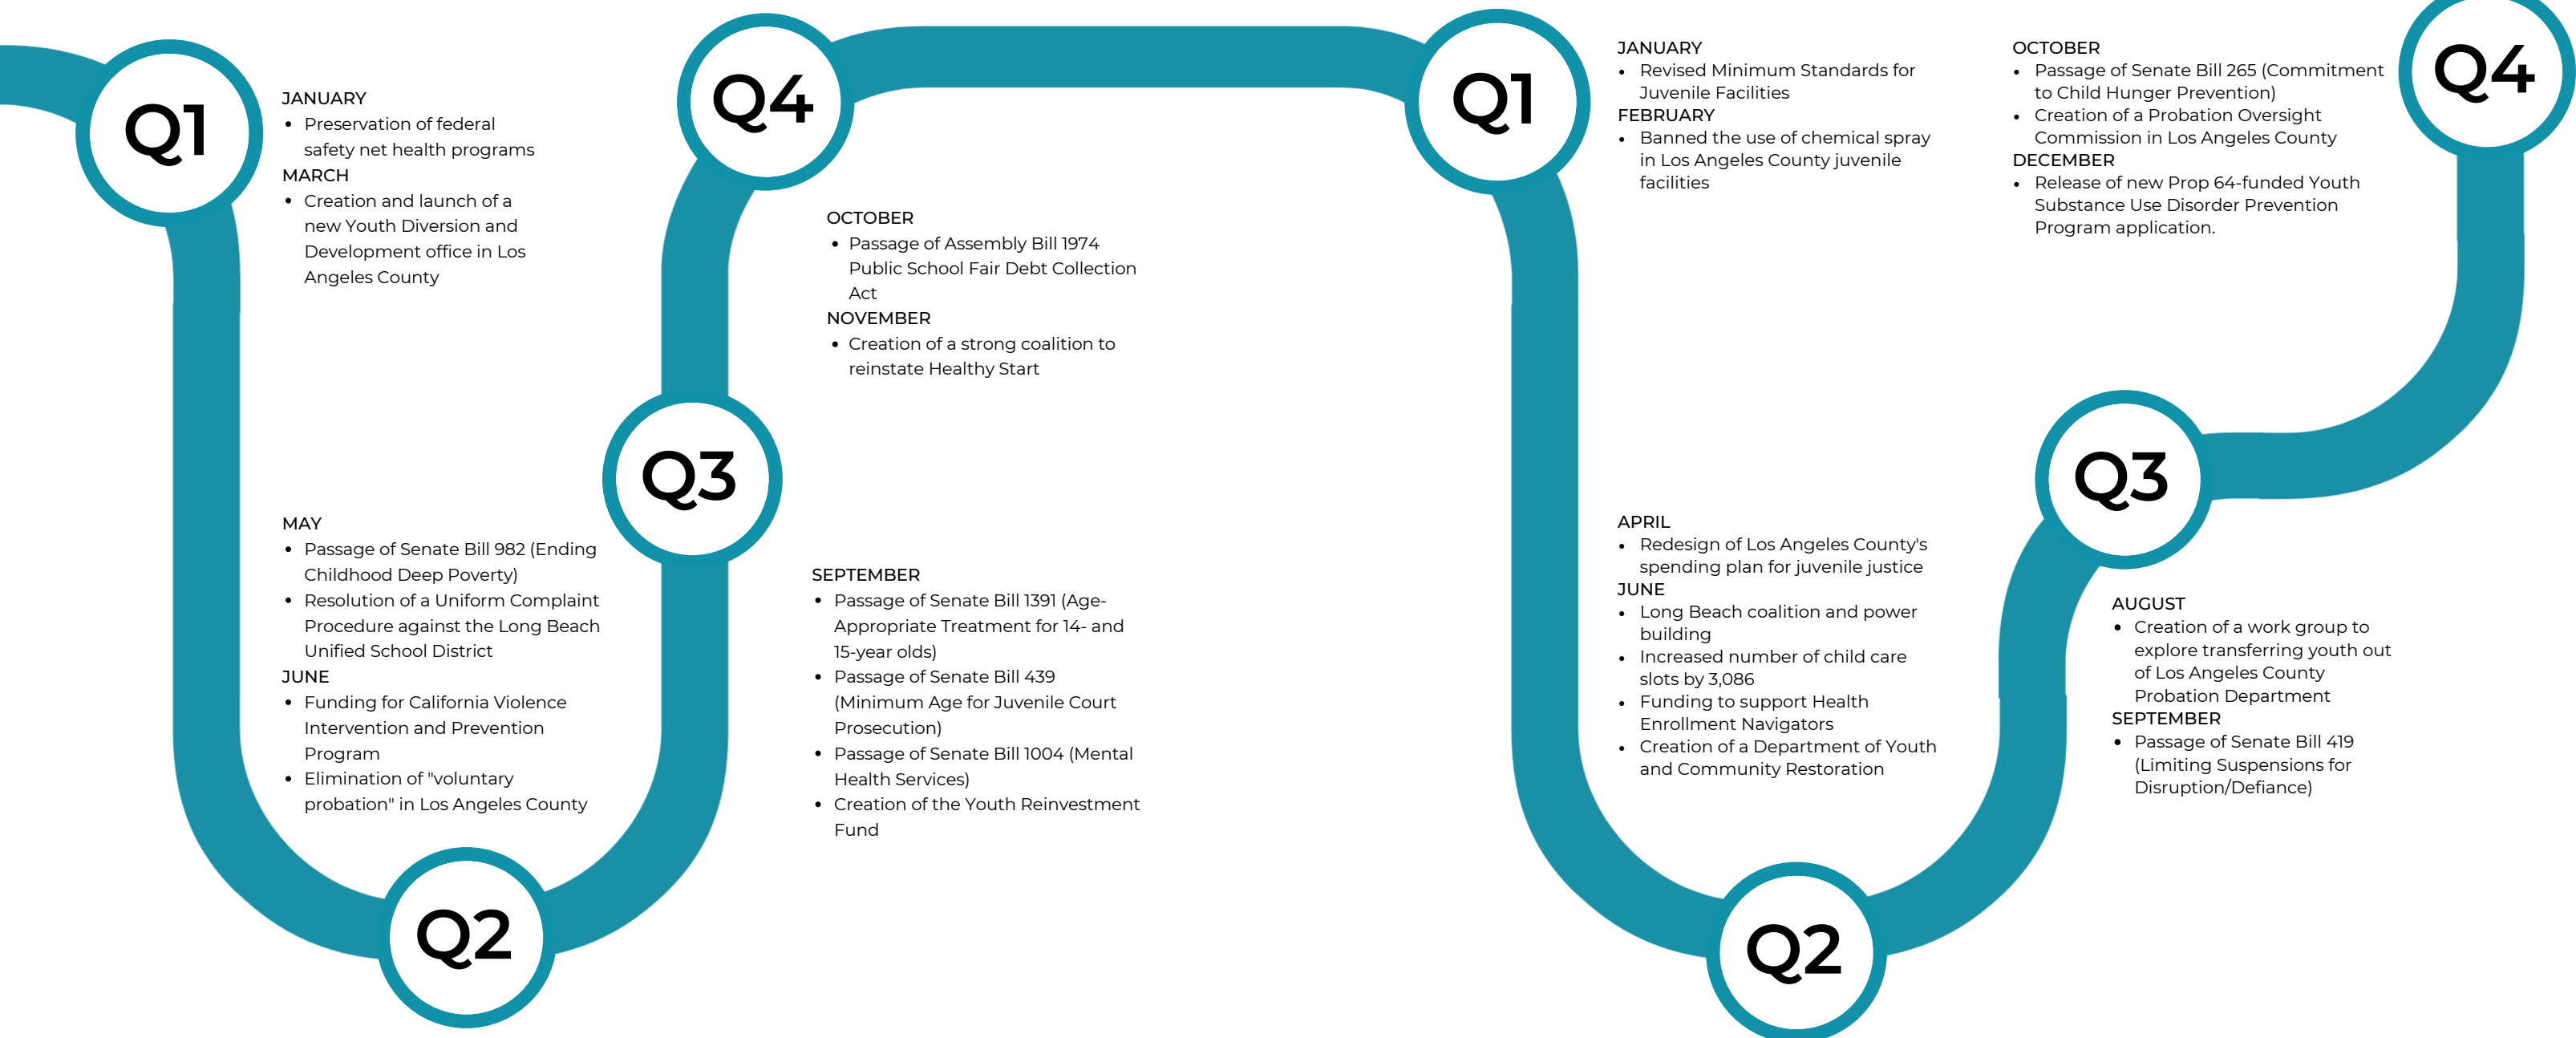 Q1
JANUARY
• Preservation of federal
safety net health programs
MARCH
• Creation and launch of a
new Youth Diversion and
Development office in Los
Angeles County
MAY
• Passage of Senate Bill 982 (Ending
Childhood Deep Poverty)
• Resolution of a Uniform Complaint
Procedure against the Long Beach
Unified School District
JUNE
• Funding for California Violence
Intervention and Prevention
Program
• Elimination of "voluntary
probation" in Los Angeles County
Q2
Q3
SEPTEMBER
• Passage of Senate Bill 1391 (Age-
Appropriate Treatment for 14- and
15-year olds)
• Passage of Senate Bill 439
(Minimum Age for Juvenile Court
Prosecution)
• Passage of Senate Bill 1004 (Mental
Health Services)
• Creation of the Youth Reinvestment
Fund
Q4
OCTOBER
• Passage of Assembly Bill 1974
Public School Fair Debt Collection
Act
NOVEMBER
• Creation of a strong coalition to
reinstate Healthy Start
Q1
JANUARY
• Revised Minimum Standards for
Juvenile Facilities
FEBRUARY
• Banned the use of chemical spray
in Los Angeles County juvenile
facilities
APRIL
• Redesign of Los Angeles County's
spending plan for juvenile justice
JUNE
• Long Beach coalition and power
building
• Increased number of child care
slots by 3,086
• Funding to support Health
Enrollment Navigators
• Creation of a Department of Youth
and Community Restoration
Q2
Q3
AUGUST
• Creation of a work group to
explore transferring youth out
of Los Angeles County
Probation Department
SEPTEMBER
• Passage of Senate Bill 419
(Limiting Suspensions for
Disruption/Defiance)
OCTOBER
• Passage of Senate Bill 265 (Commitment
to Child Hunger Prevention)
• Creation of a Probation Oversight
Commission in Los Angeles County
DECEMBER
• Release of new Prop 64-funded Youth
Substance Use Disorder Prevention
Program application.
Q4